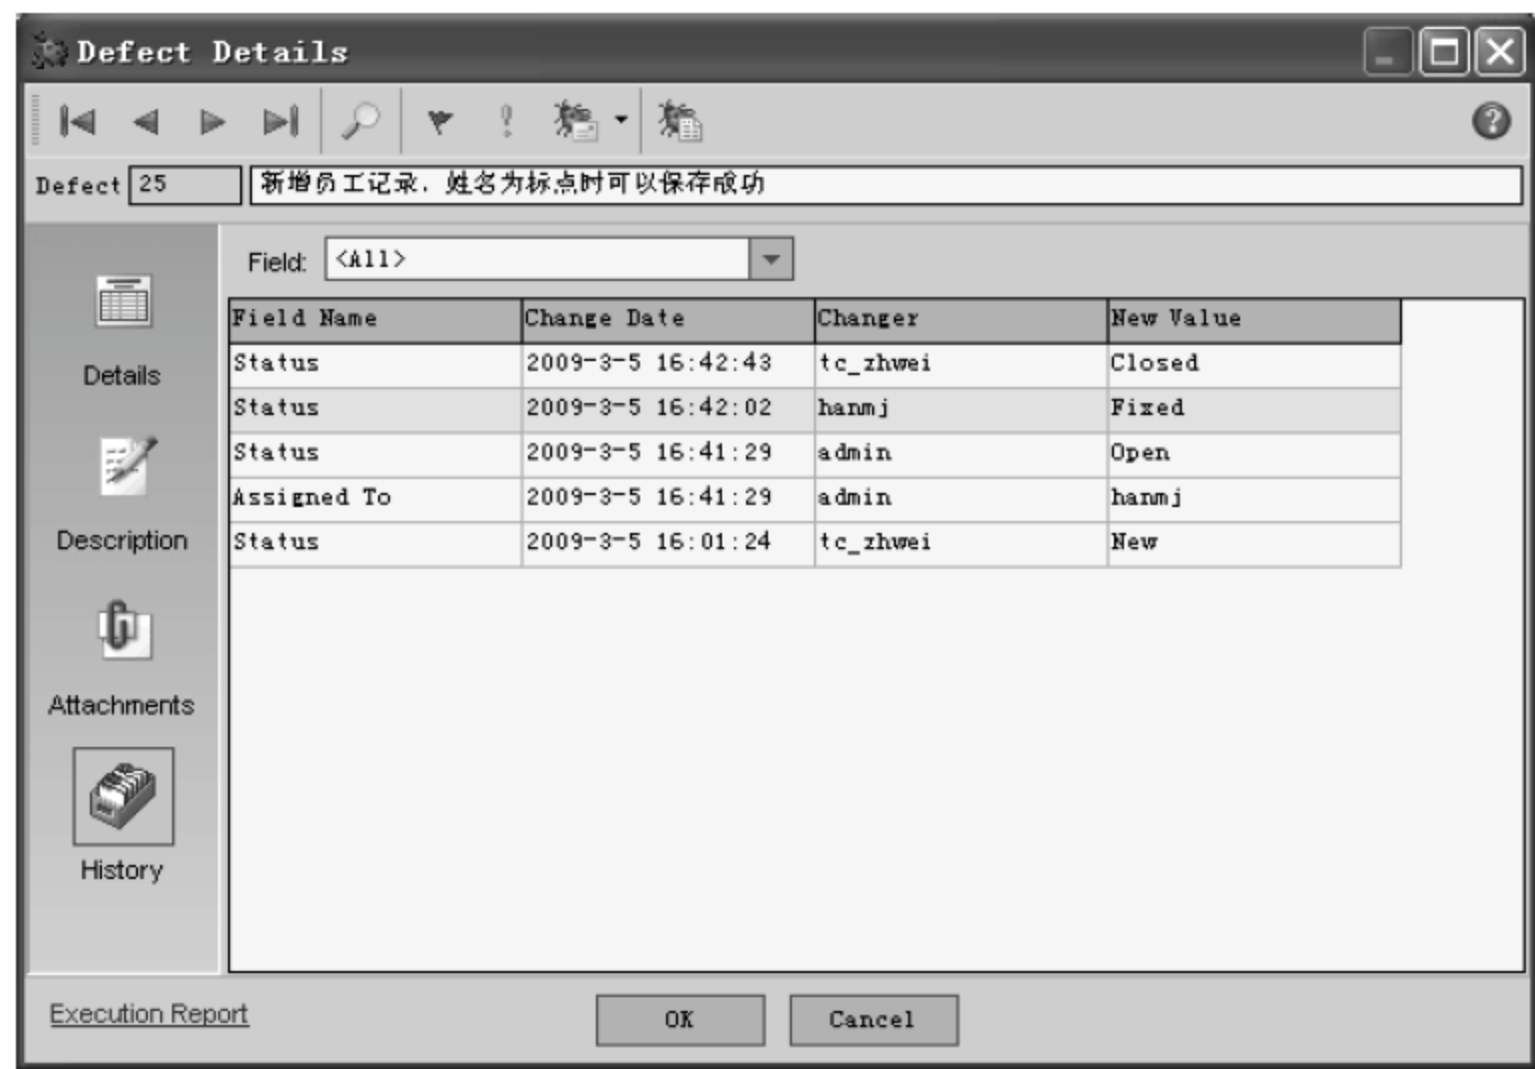 Defect Details
Defect 25 新增员工记录，姓名为标点时可以保存成功
Field: <All>
Field Name Change Date Changer New Value
Status 2009-3-5 16:42:43 tc_zhwei Closed
Status 2009-3-5 16:42:02 hanmj Fixed
Status 2009-3-5 16:41:29 admin Open
Assigned To 2009-3-5 16:41:29 admin hanmj
Status 2009-3-5 16:01:24 tc_zhwei New
Details
Description
Attachments
History
Execution Report
OK Cancel